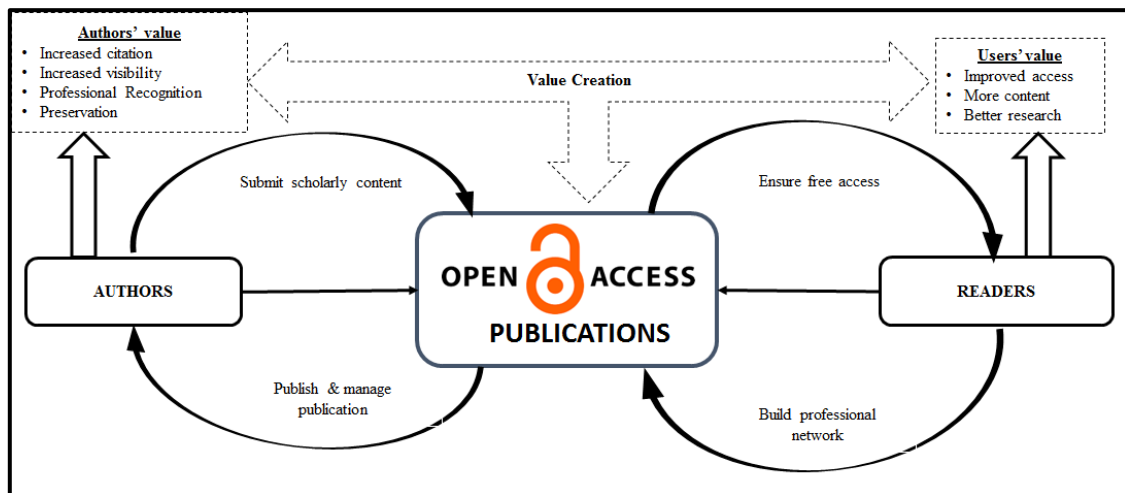 Authors' value
• Increased citation
• Increased visibility
• Professional Recognition
• Preservation
Value Creation
Users' value
• Improved access
• More content
• Better research
Submit scholarly content
Ensure free access
AUTHORS
OPEN ACCESS
PUBLICATIONS
READERS
Publish & manage
publication
Build professional
network